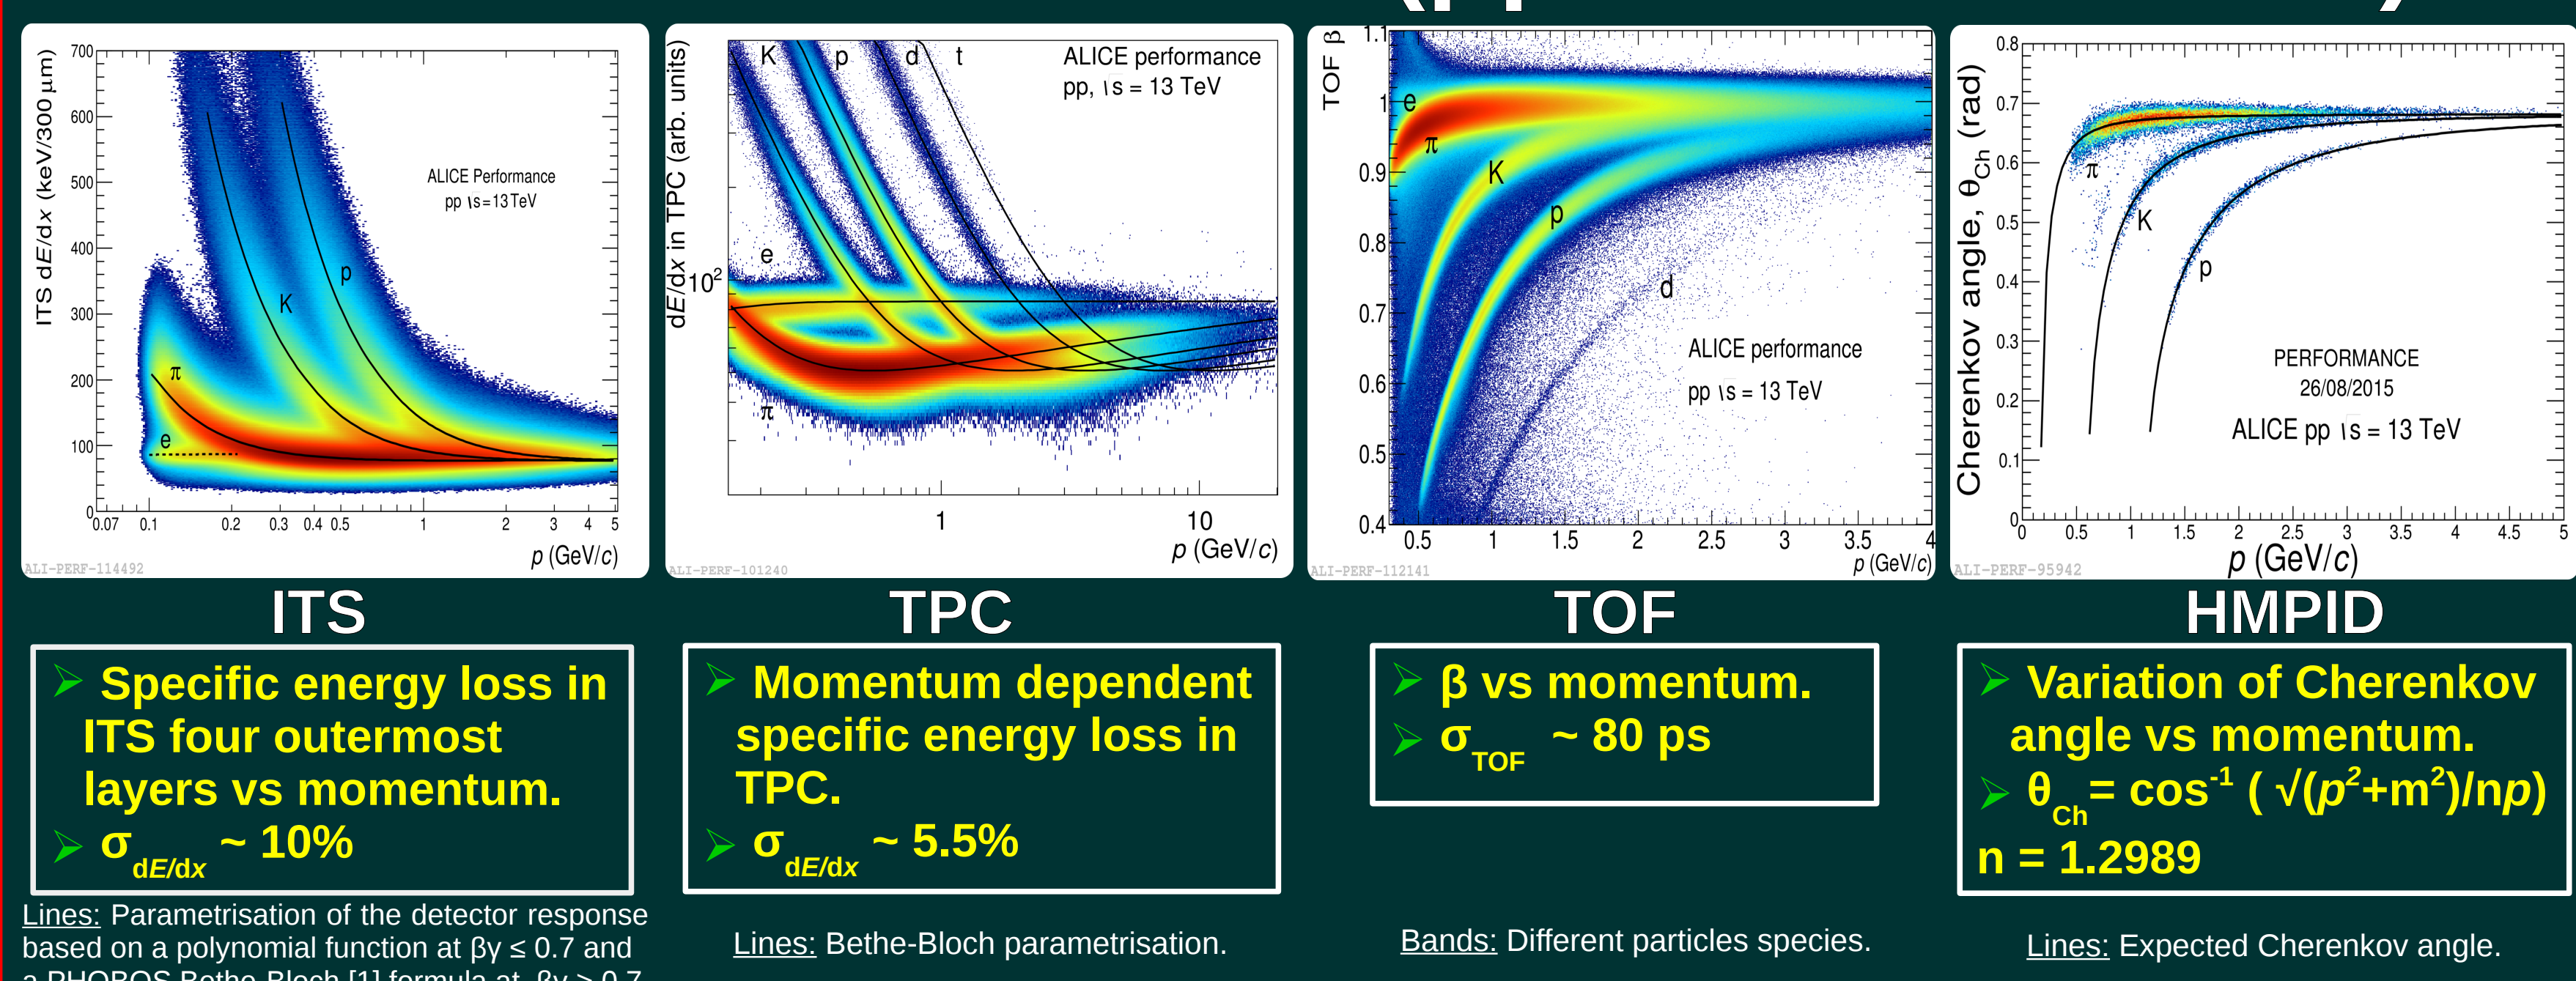 ITS dE/dx (keV/300 μm)
700
600
500
400
300
200
100
0
ALICE Performance
pp √s=13 TeV
π
e
K
p
0.07 0.1 0.2 0.3 0.4 0.5 1 2 3 4 5
p (GeV/c)
ALI-PERF-114492
dE/dx in TPC (arb. units)
K p d t
ALICE performance
pp, √s = 13 TeV
e
10²
π
1 10
p (GeV/c)
ALI-PERF-101240
TOF β
1.1
1
0.9
0.8
0.7
0.6
0.5
0.4
e
π
K
p
d
ALICE performance
pp √s = 13 TeV
0.5 1 1.5 2 2.5 3 3.5 4
p (GeV/c)
ALI-PERF-112141
Cherenkov angle, θCh (rad)
0.8
0.7
0.6
0.5
0.4
0.3
0.2
0.1
0
π
K
p
PERFORMANCE
26/08/2015
ALICE pp √s = 13 TeV
0 0.5 1 1.5 2 2.5 3 3.5 4 4.5 5
p (GeV/c)
ALI-PERF-95942
ITS
Specific energy loss in
ITS four outermost
layers vs momentum.
σdE/dx ~ 10%
Lines: Parametrisation of the detector response
based on a polynomial function at βγ ≤ 0.7 and
a PHOBOS Bethe-Bloch [1] formula at βγ > 0.7
TPC
Momentum dependent
specific energy loss in
TPC.
σdE/dx ~ 5.5%
Lines: Bethe-Bloch parametrisation.
TOF
β vs momentum.
σTOF ~ 80 ps
Bands: Different particles species.
HMPID
Variation of Cherenkov
angle vs momentum.
θCh= cos⁻¹ ( √(p²+m²)/np)
n = 1.2989
Lines: Expected Cherenkov angle.